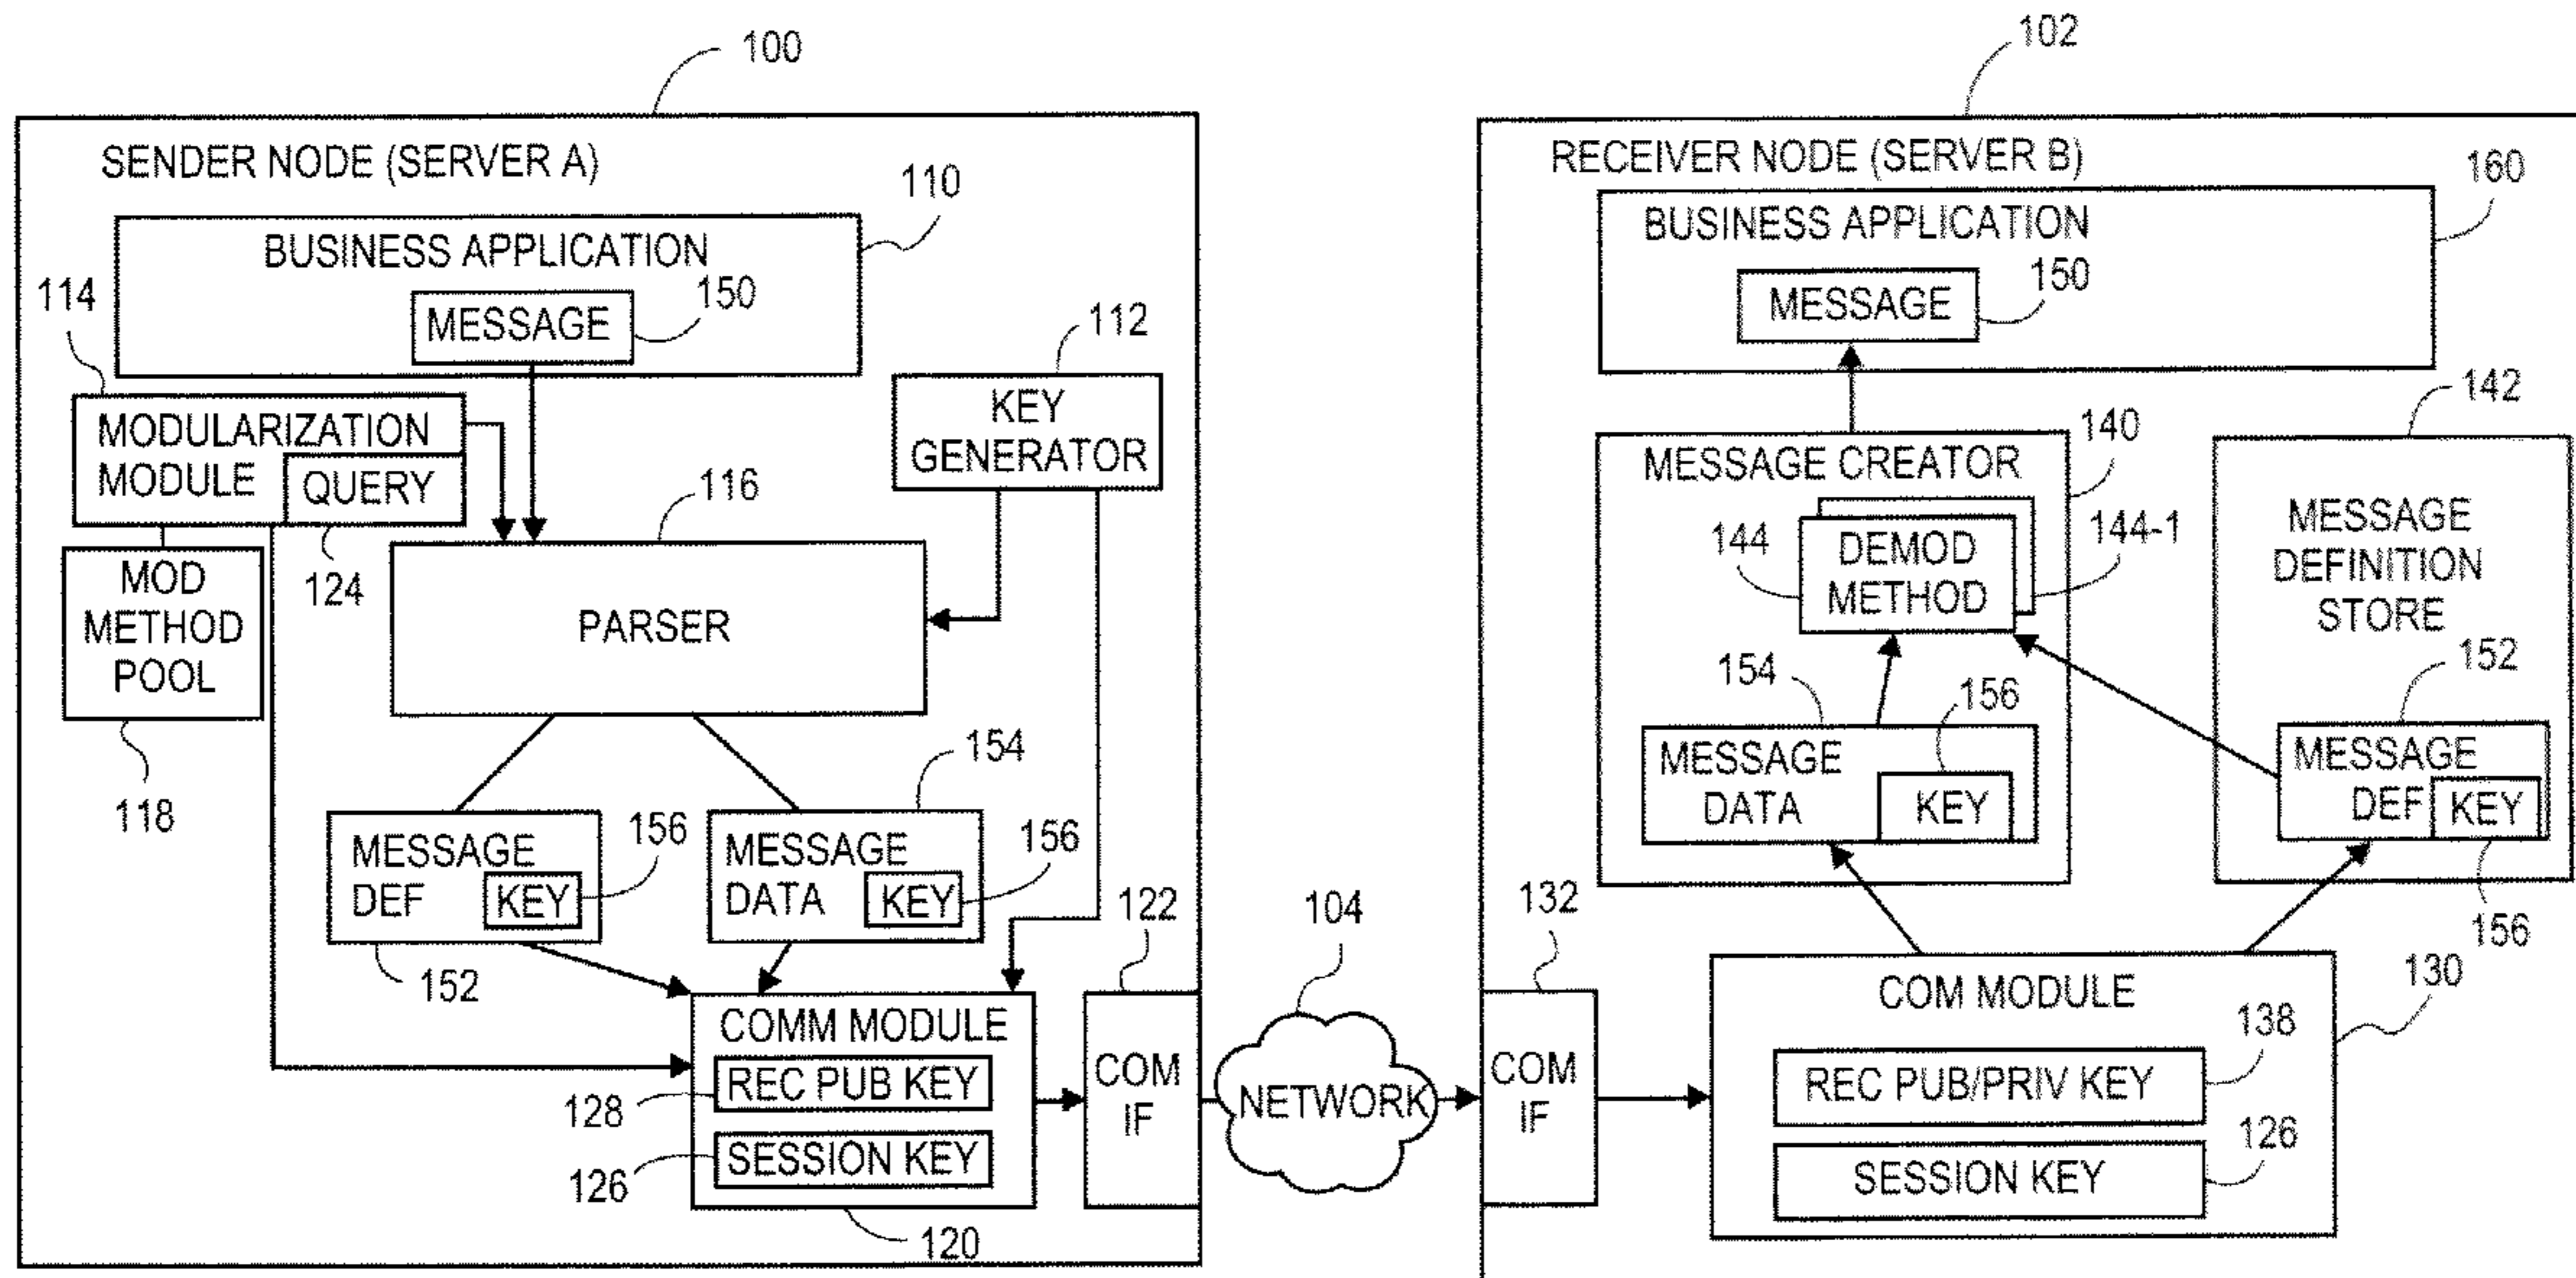 100
102
SENDER NODE (SERVER A)
110
BUSINESS APPLICATION
114
150
MESSAGE
112
MODULARIZATION
MODULE
QUERY
KEY
GENERATOR
116
124
MOD
METHOD
POOL
PARSER
118
154
MESSAGE
DEF
KEY
156
MESSAGE
DATA
KEY
156
152
122
104
COMM MODULE
REC PUB KEY
128
SESSION KEY
126
120
COM
IF
NETWORK
RECEIVER NODE (SERVER B)
160
BUSINESS APPLICATION
150
MESSAGE
142
140
MESSAGE CREATOR
144
DEMOD
METHOD
144-1
MESSAGE
DEFINITION
STORE
154
156
152
MESSAGE
DATA
KEY
MESSAGE
DEF
KEY
156
132
COM
IF
130
COM MODULE
138
REC PUB/PRIV KEY
126
SESSION KEY